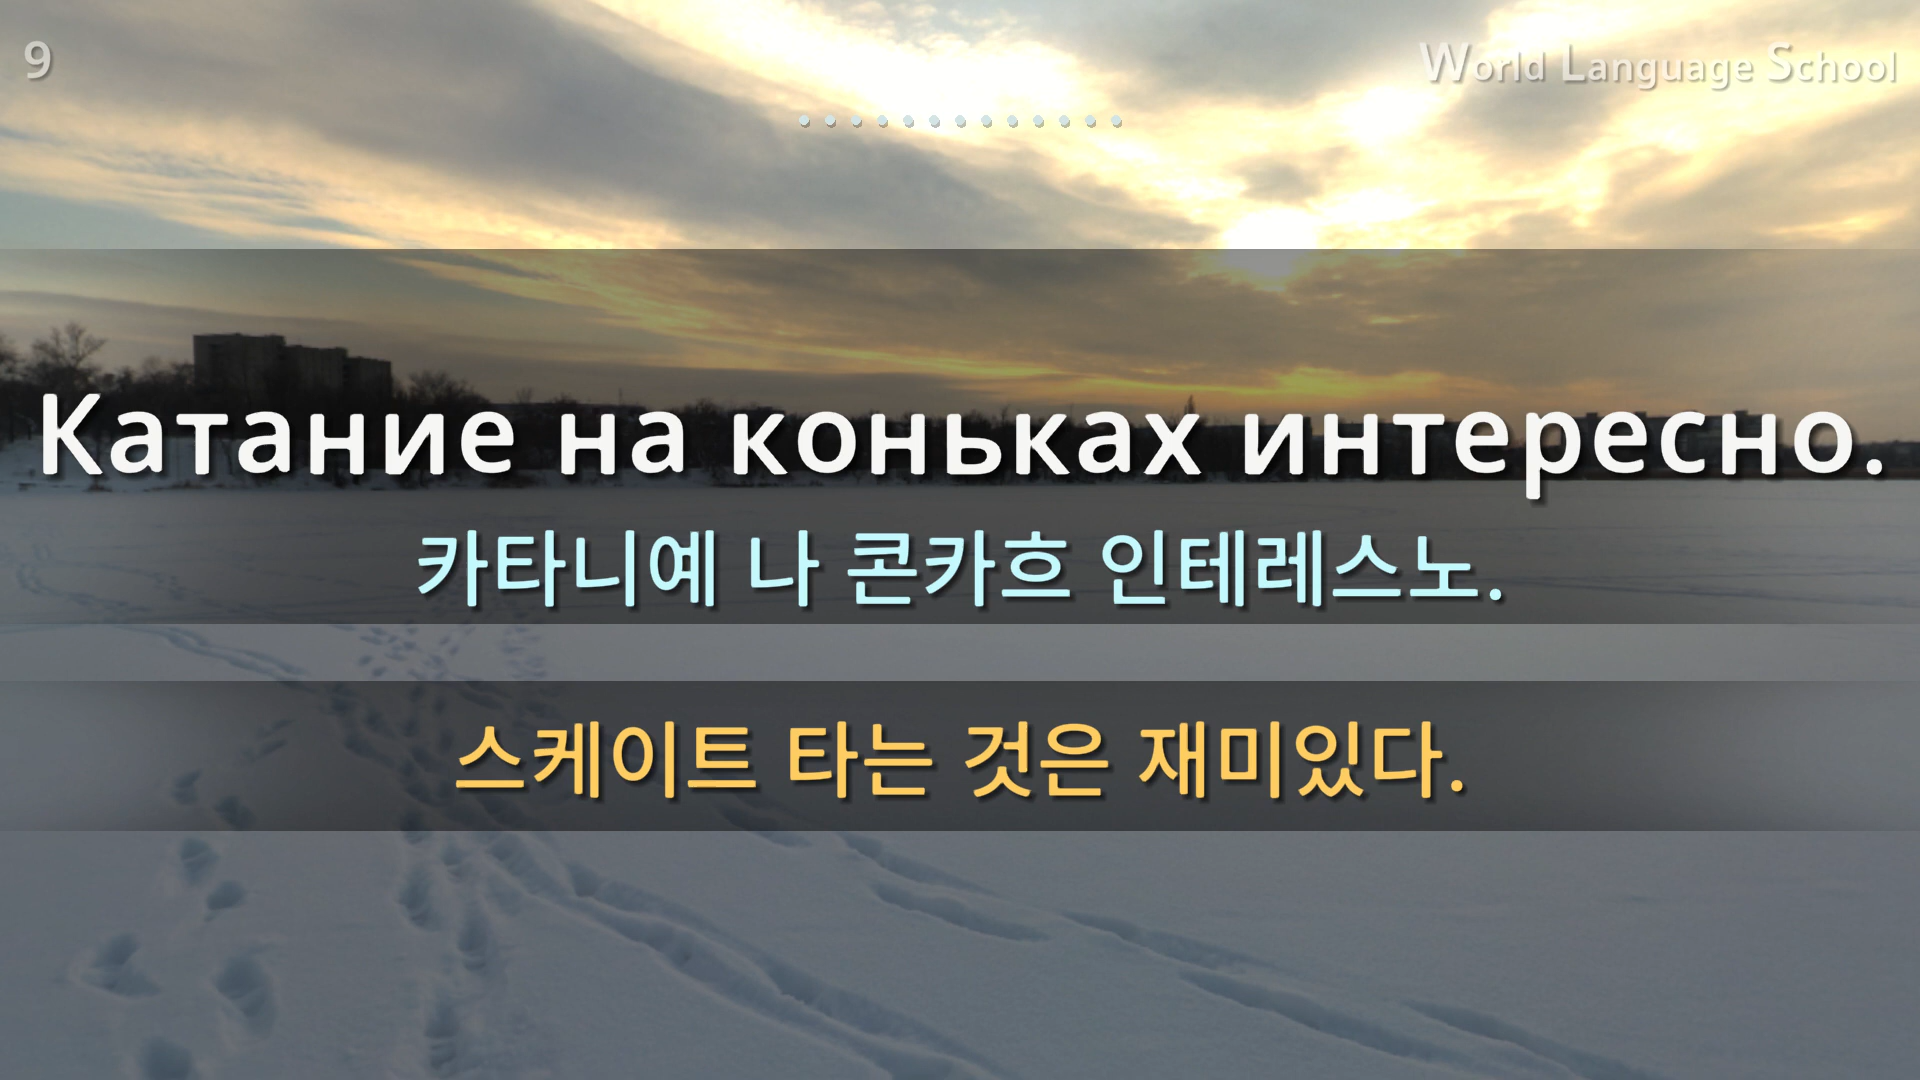 9
World Language School
Катание на коньках интересно.
카타니예 나 콘카흐 인테레스노.
스케이트 타는 것은 재미있다.